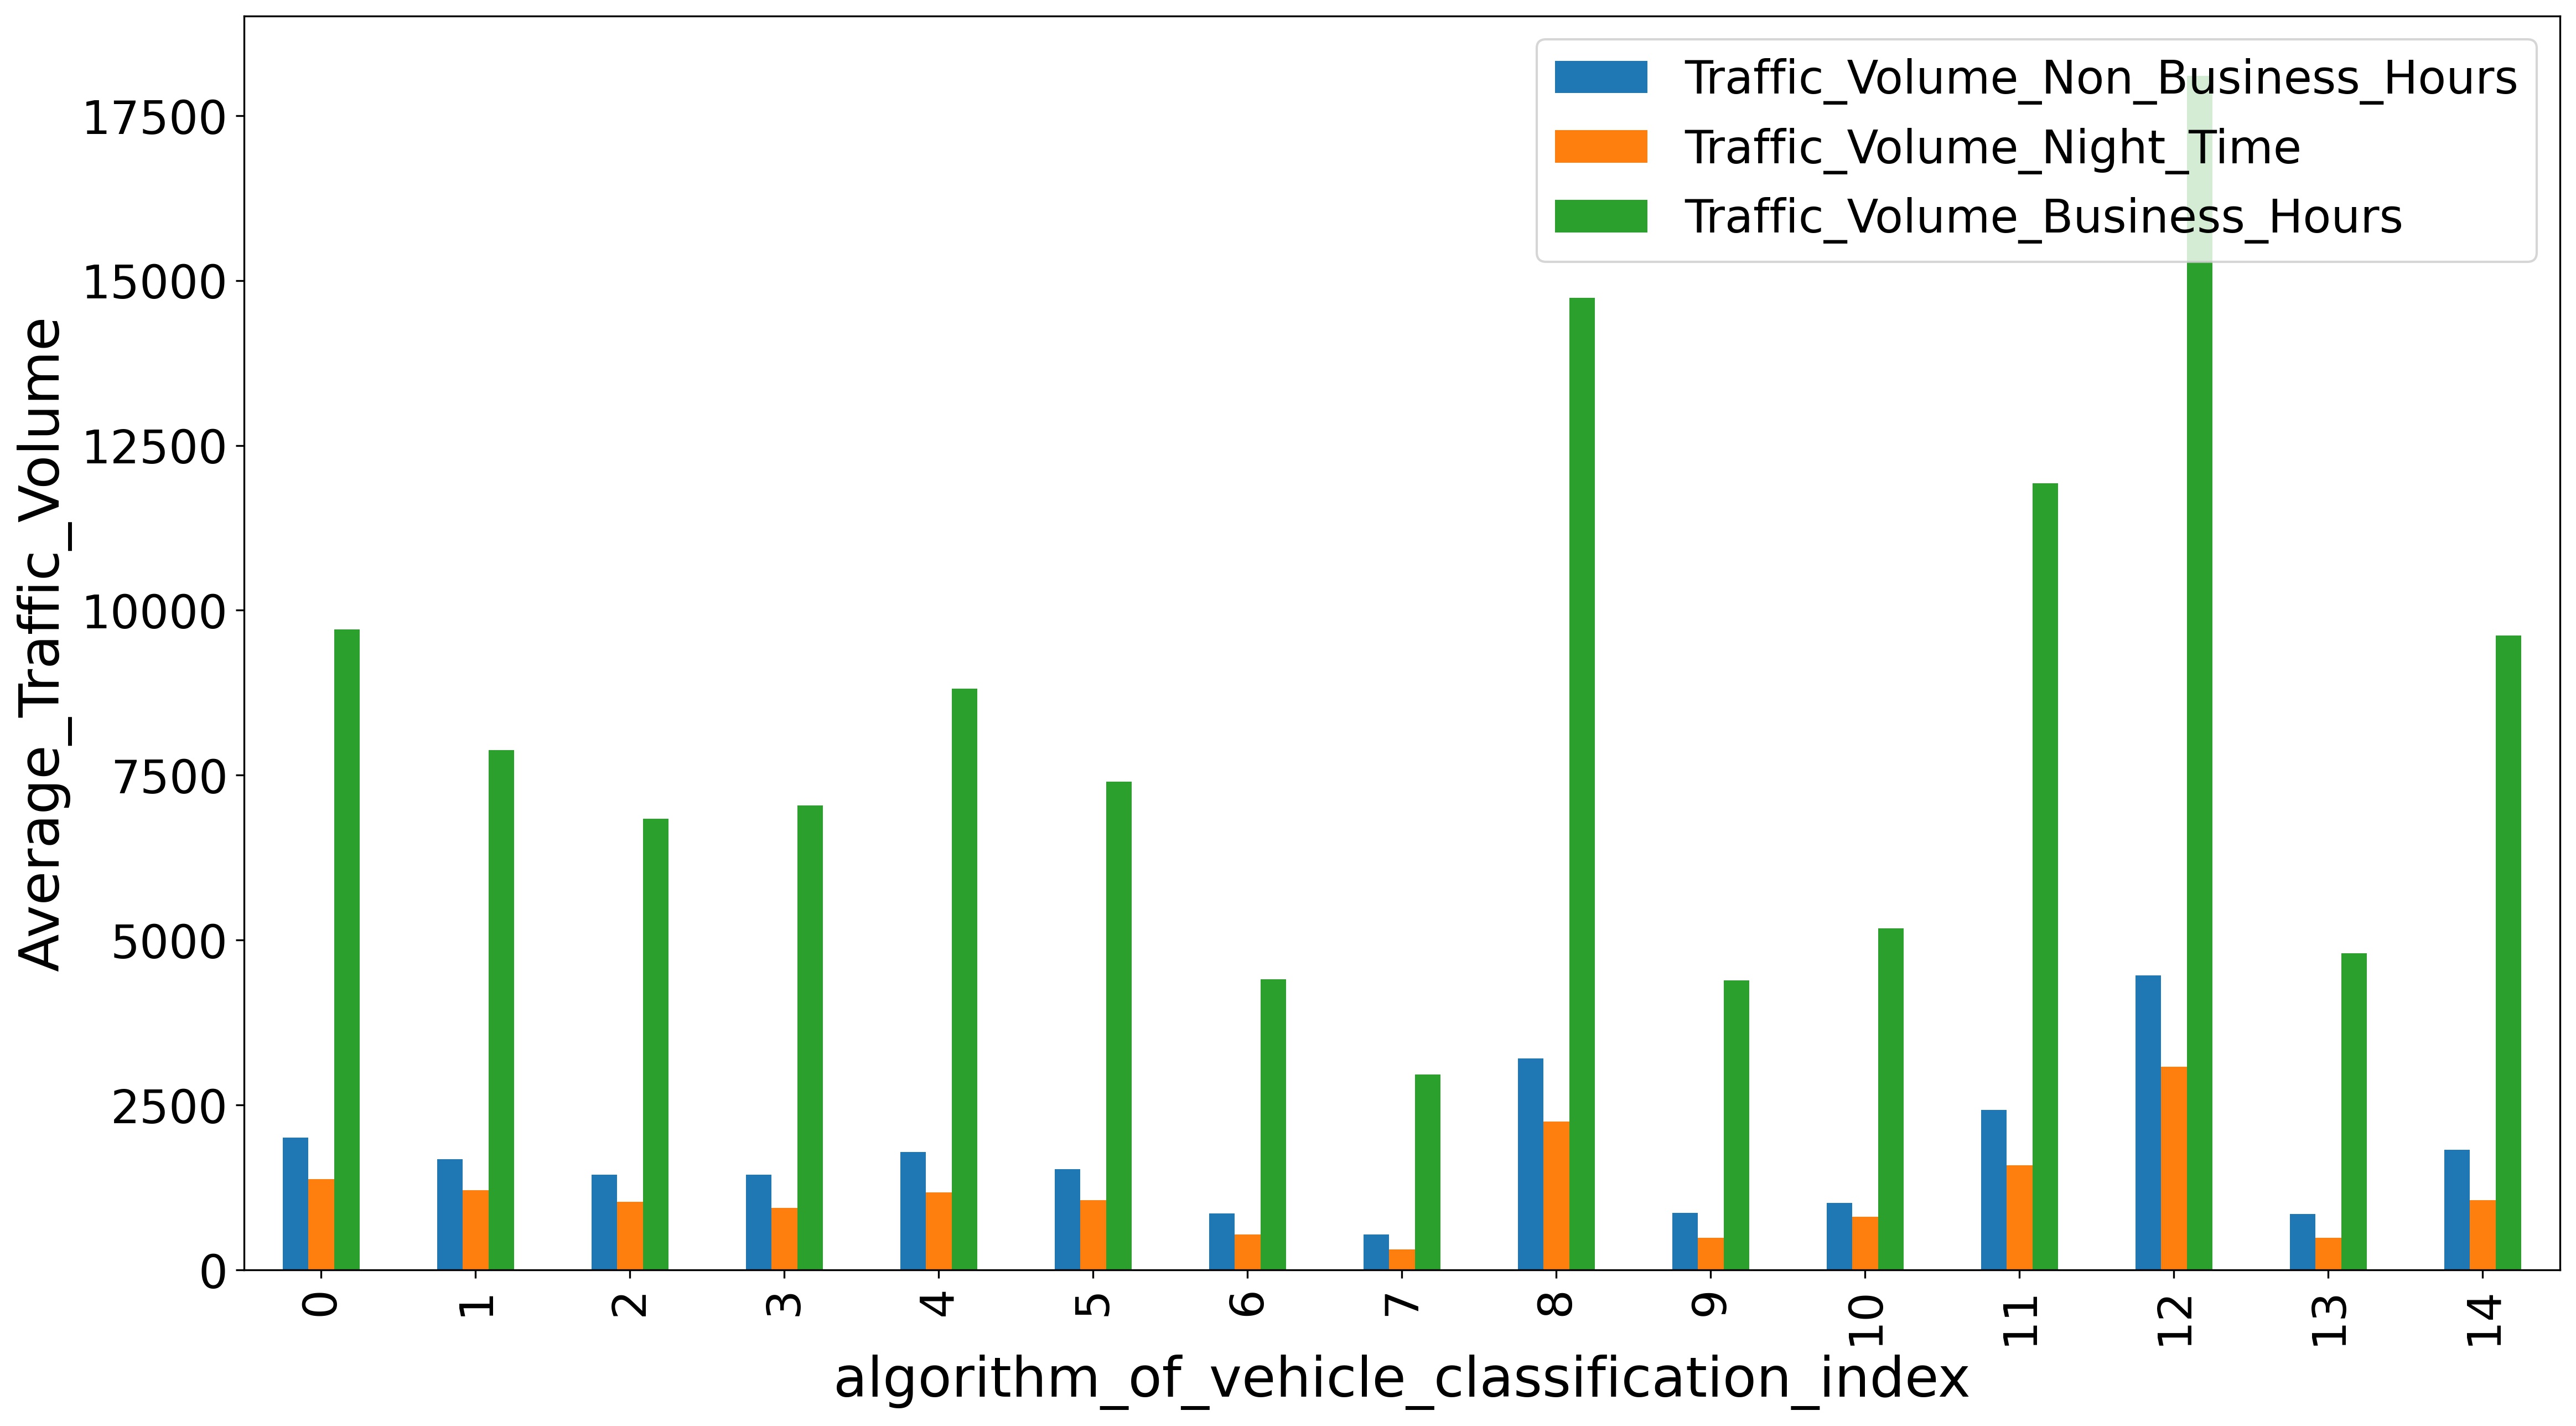 Traffic_Volume_Non_Business_Hours
Traffic_Volume_Night_Time
Traffic_Volume_Business_Hours
Average_Traffic_Volume
17500
15000
12500
10000
7500
5000
2500
0
0 1 2 3 4 5 6 7 8 9 10 11 12 13 14
algorithm_of_vehicle_classification_index